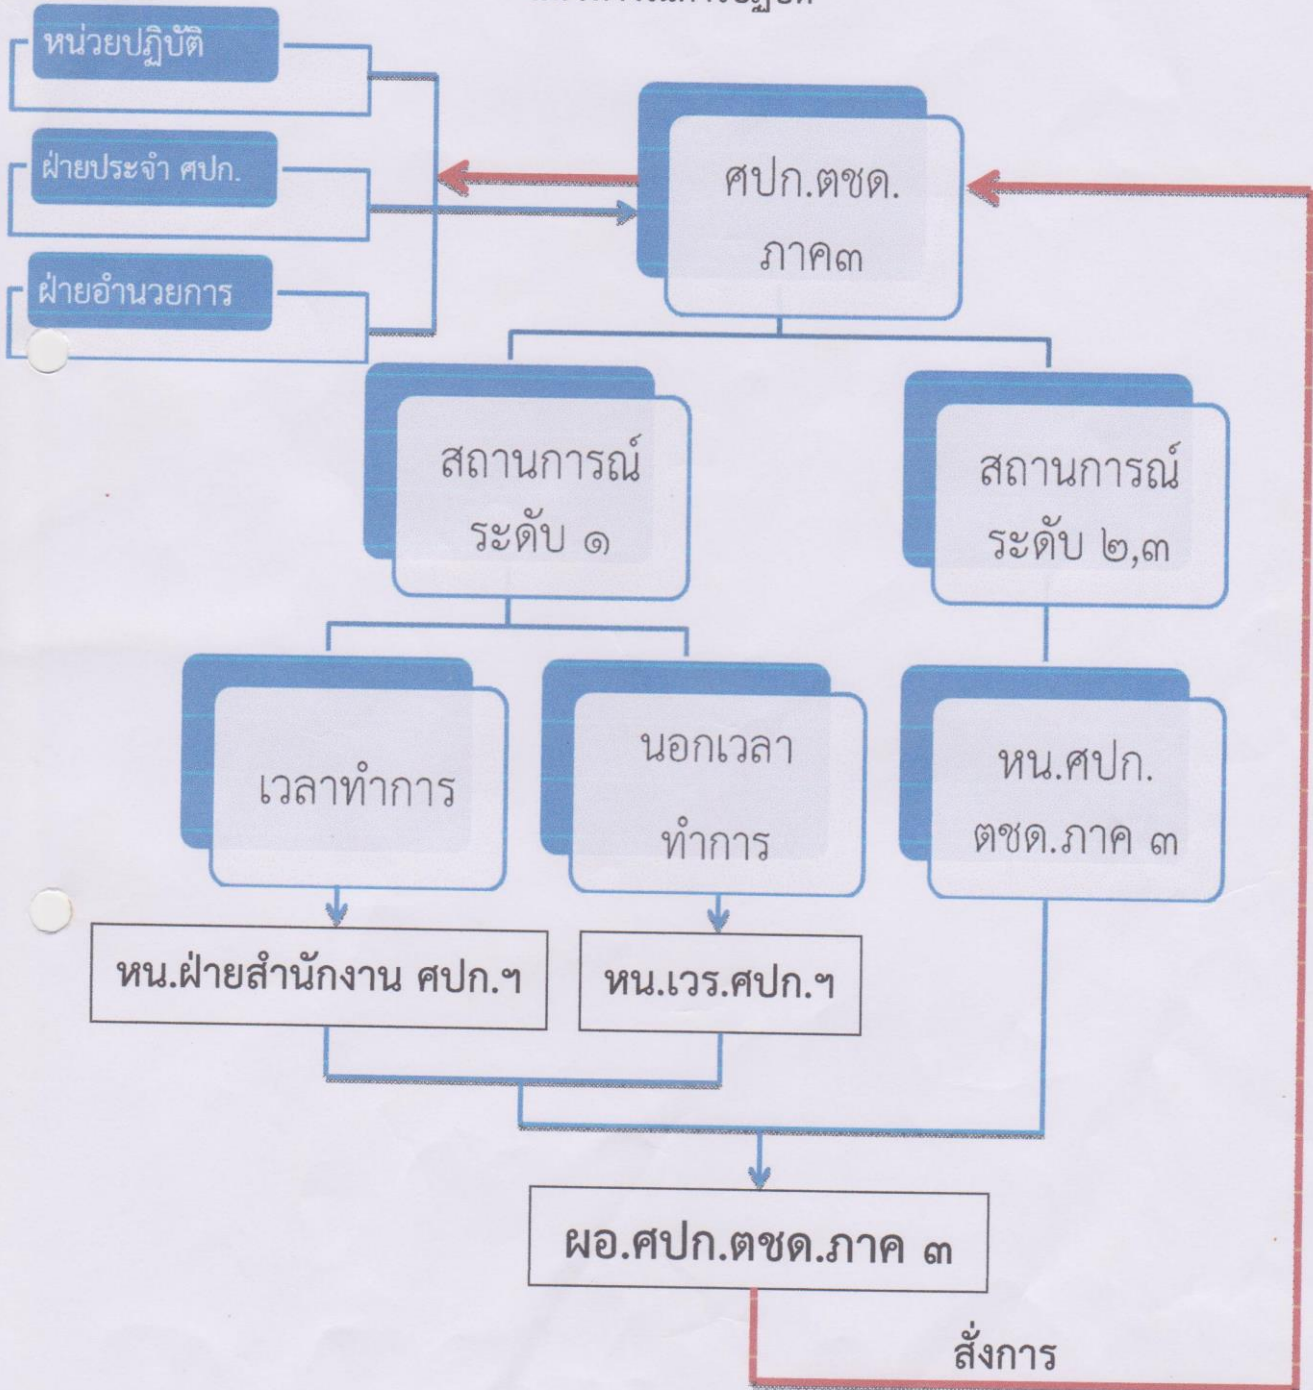 หน่วยปฏิบัติ
ฝ่ายประจำ ศปก.
ฝ่ายอำนวยการ
ศปก.ตชด.
ภาค๓
สถานการณ์
ระดับ ๑
สถานการณ์
ระดับ ๒,๓
เวลาทำการ
นอกเวลา
ทำการ
หน.ศปก.
ตชด.ภาค ๓
หน.ฝ่ายสำนักงาน ศปก.ฯ
หน.เวร.ศปก.ฯ
ผอ.ศปก.ตชด.ภาค ๓
สั่งการ